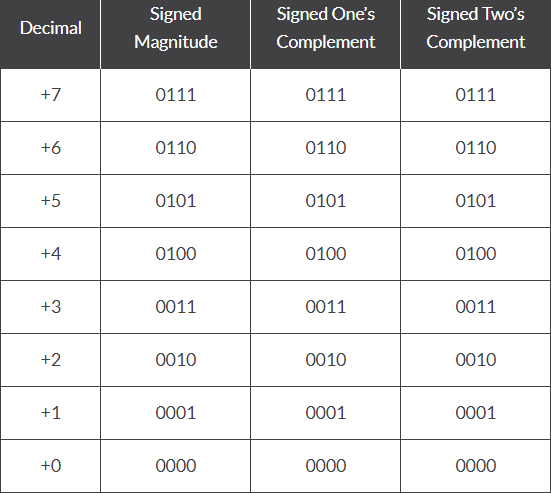 Decimal Signed Magnitude Signed One's Complement Signed Two's Complement
+7 0111 0111 0111
+6 0110 0110 0110
+5 0101 0101 0101
+4 0100 0100 0100
+3 0011 0011 0011
+2 0010 0010 0010
+1 0001 0001 0001
+0 0000 0000 0000